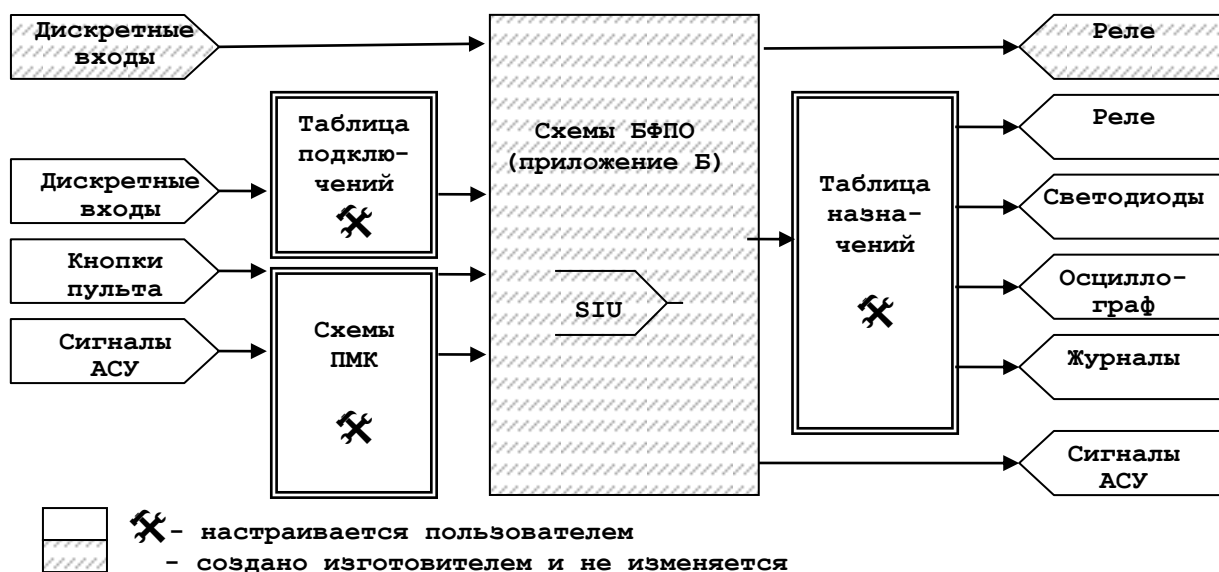 Дискретные
входы
Реле
Таблица
подклю-
чений
Схемы БФПО
(приложение Б)
Реле
Дискретные
входы
Таблица
назна-
чений
Светодиоды
Кнопки
пульта
SIU
Осцилло-
граф
Сигналы
АСУ
Схемы
ПМК
Журналы
Сигналы
АСУ
- настраивается пользователем
- создано изготовителем и не изменяется